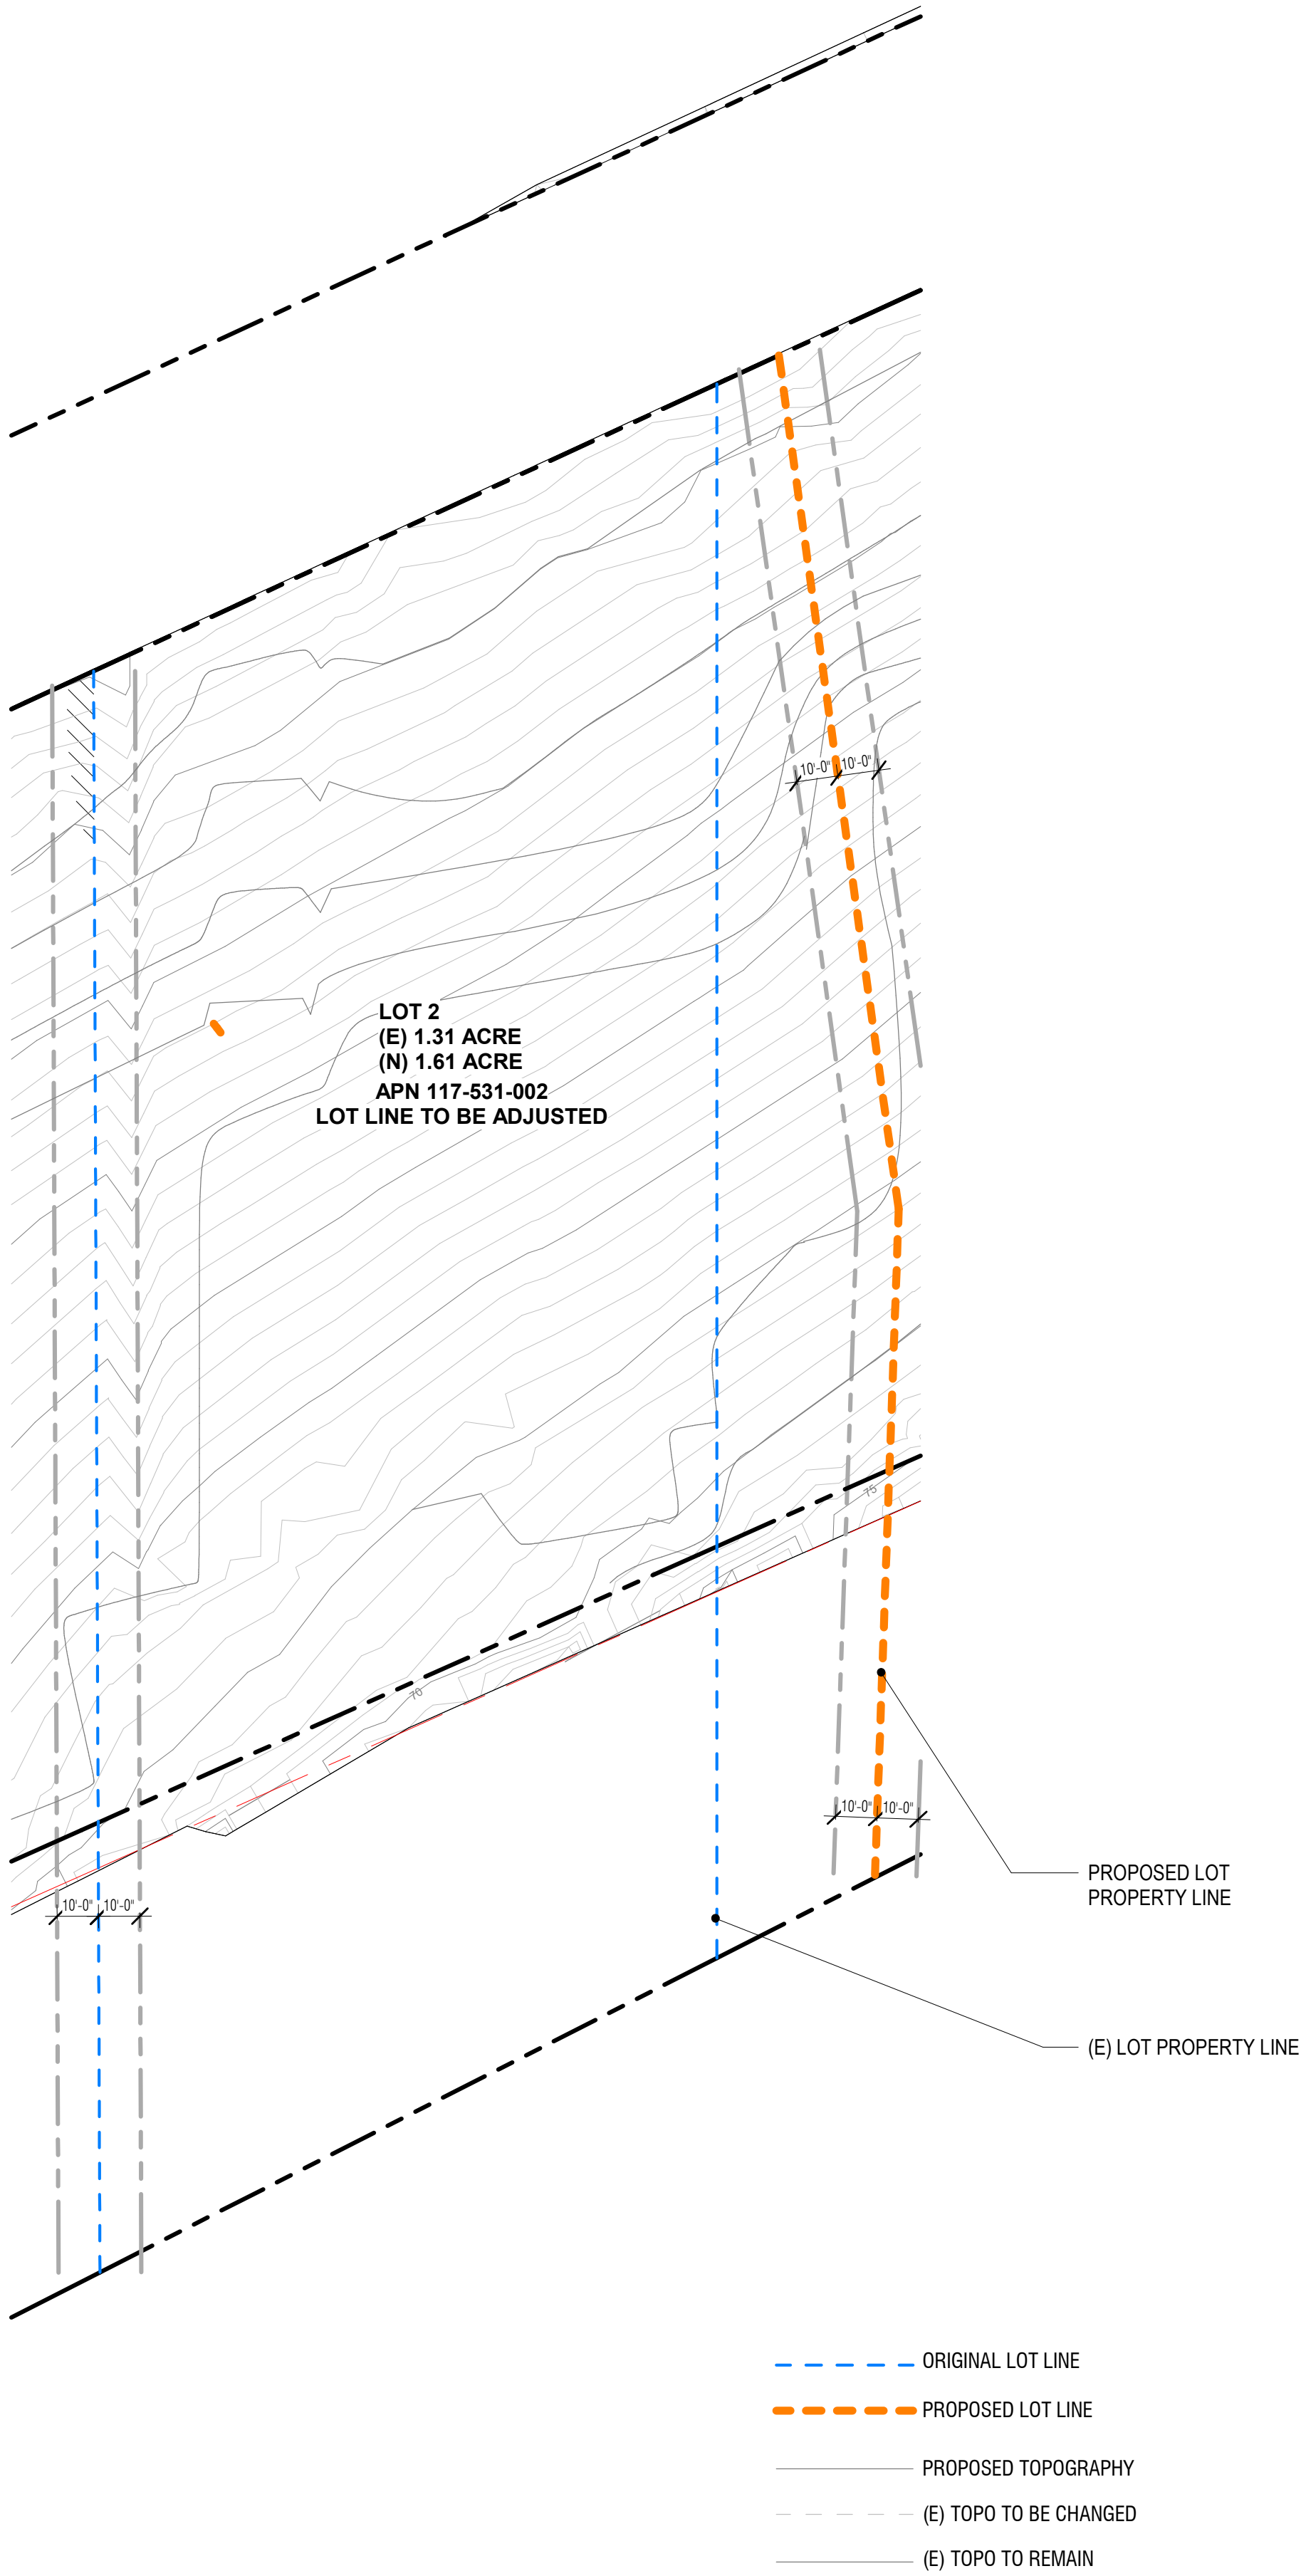 10'-0" 10'-0"
LOT 2
(E) 1.31 ACRE
(N) 1.61 ACRE
APN 117-531-002
LOT LINE TO BE ADJUSTED
75
70
10'-0" 10'-0"
PROPOSED LOT
PROPERTY LINE
10'-0" 10'-0"
(E) LOT PROPERTY LINE
ORIGINAL LOT LINE
PROPOSED LOT LINE
PROPOSED TOPOGRAPHY
(E) TOPO TO BE CHANGED
(E) TOPO TO REMAIN